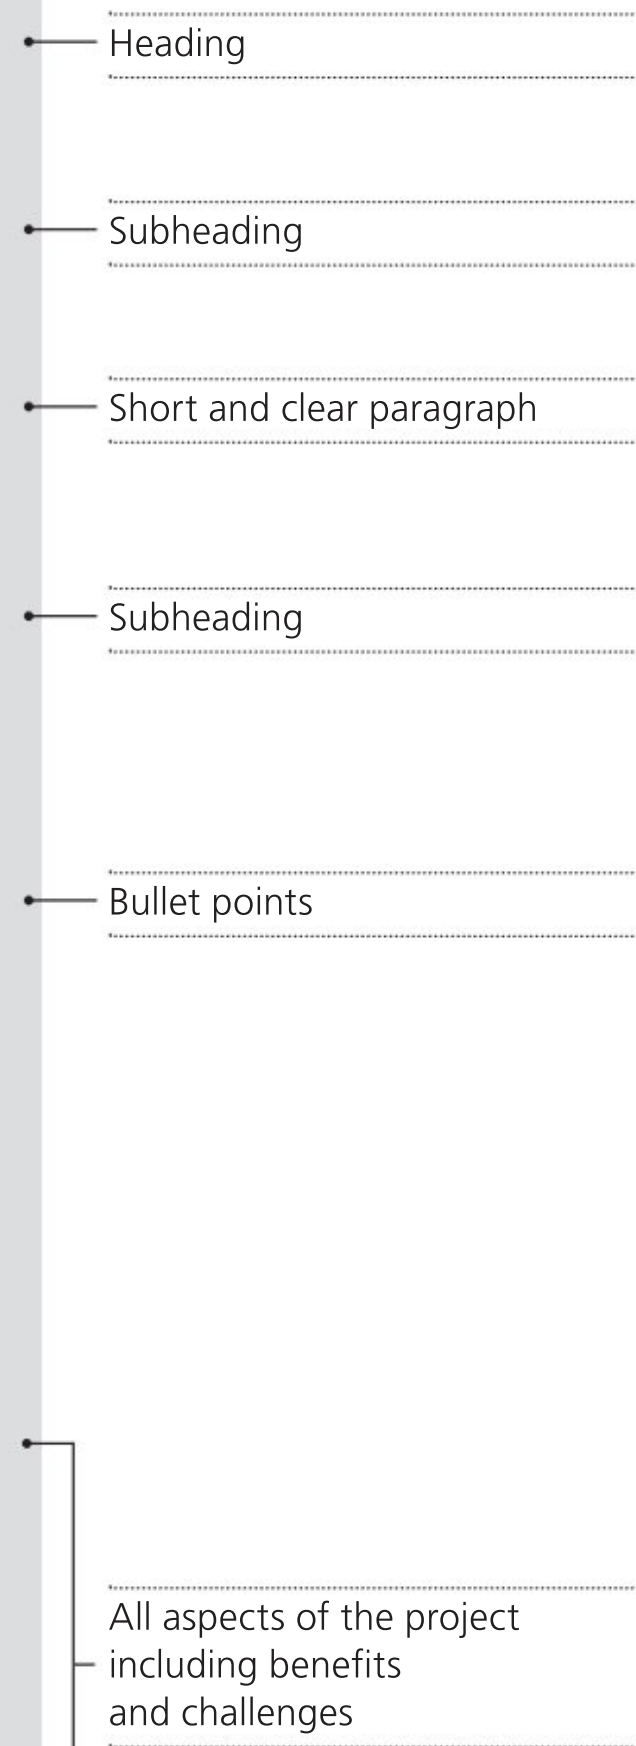 Heading
Subheading
Short and clear paragraph
Subheading
Bullet points
All aspects of the project
including benefits
and challenges